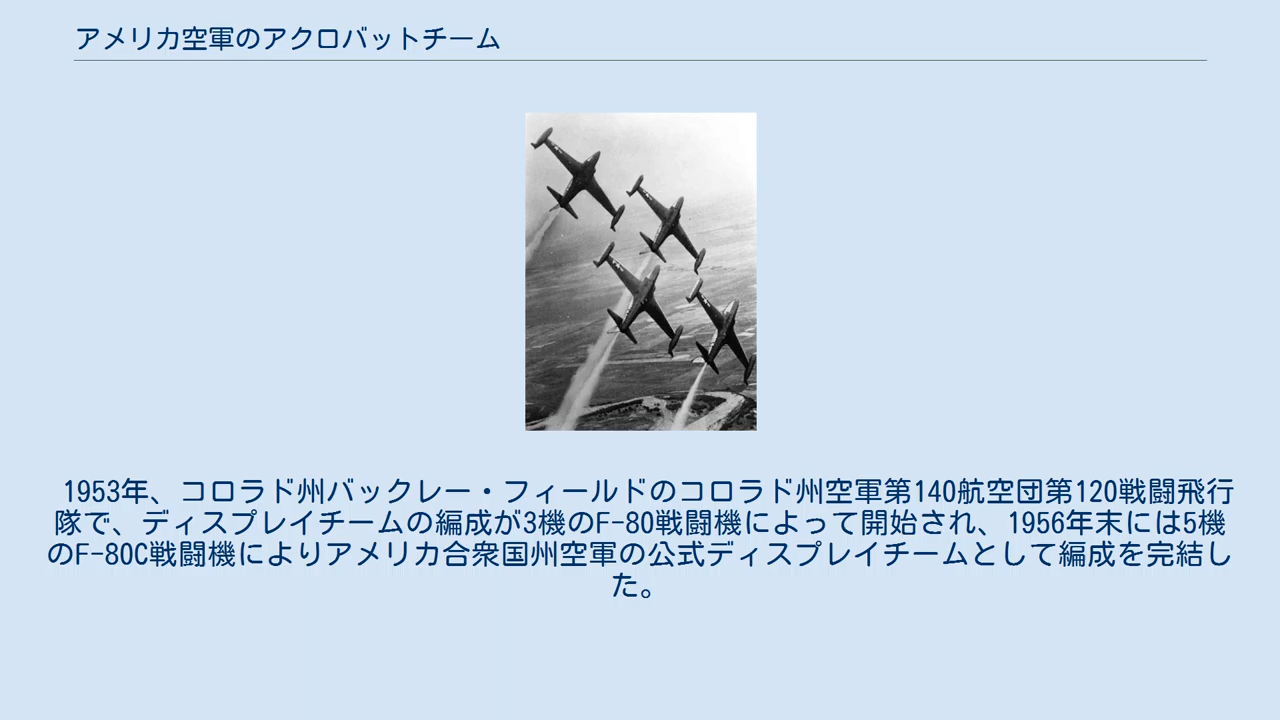 アメリカ空軍のアクロバットチーム
1953年、コロラド州バックレー・フィールドのコロラド州空軍第140航空団第120戦闘飛行
隊で、ディスプレイチームの編成が3機のF-80戦闘機によって開始され、1956年末には5機
のF-80C戦闘機によりアメリカ合衆国州空軍の公式ディスプレイチームとして編成を完結し
た。